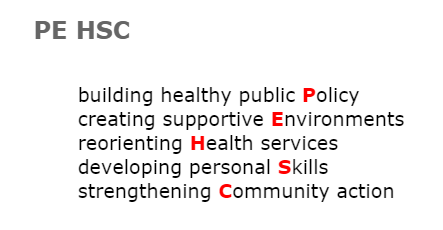 PE HSC
building healthy public Policy
creating supportive Environments
reorienting Health services
developing personal Skills
strengthening Community action